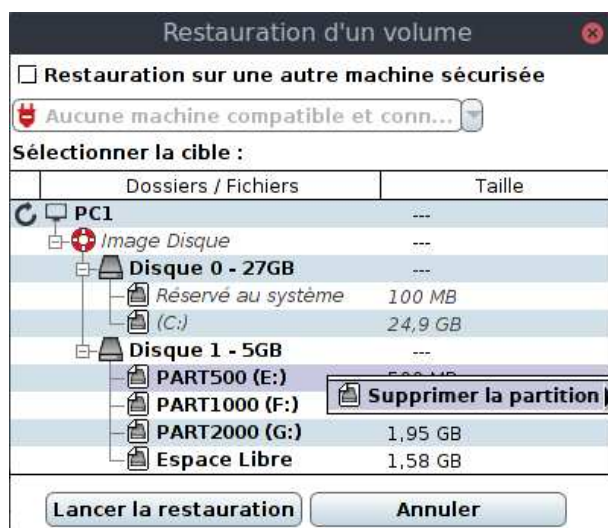 Restauration d'un volume
Restauration sur une autre machine sécurisée
Aucune machine compatible et conn...
Sélectionner la cible :
Dossiers / Fichiers Taille
PC1 ---
Image Disque ---
Disque 0 - 27GB ---
Réservé au système 100 MB
(C:) 24,9 GB
Disque 1 - 5GB ---
PART500 (E:)
Supprimer la partition
PART1000 (F:)
PART2000 (G:) 1,95 GB
Espace Libre 1,58 GB
Lancer la restauration Annuler